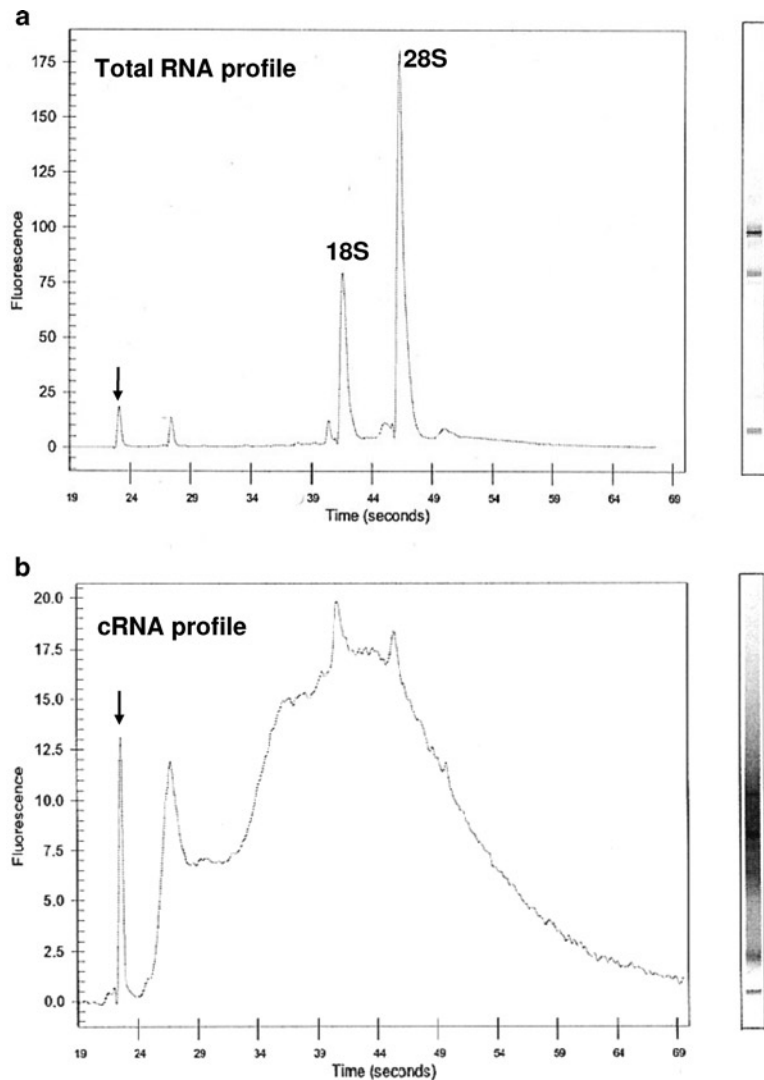 a
Total RNA profile
28S
18S
Fluorescence
175
150
125
100
75
50
25
0
19 24 29 34 39 44 49 54 59 64 69
Time (seconds)
b
cRNA profile
Fluorescence
20.0
17.5
15.0
12.5
10.0
7.5
5.0
2.5
0.0
19 24 29 34 39 44 49 54 59 64 69
Time (seconds)